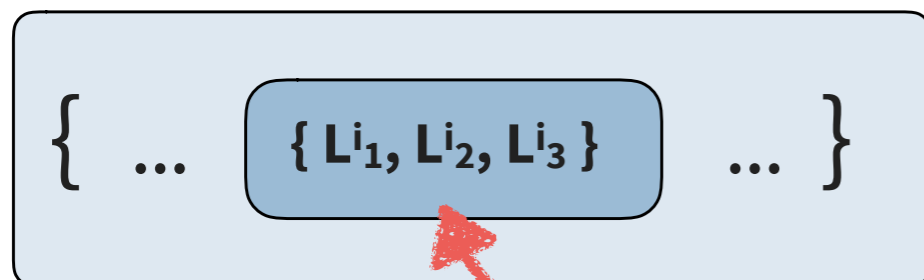 { ... { Lⁱ₁, Lⁱ₂, Lⁱ₃ } ... }